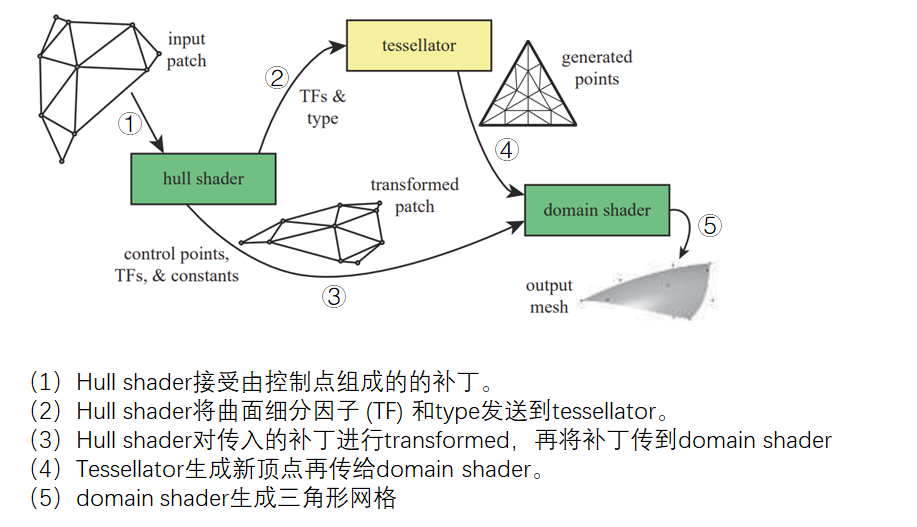 input
patch
①
②
TFs &
type
tessellator
generated
points
④
hull shader
transformed
patch
domain shader
⑤
control points,
TFs, & constants
③
output
mesh
（1）Hull shader接受由控制点组成的的补丁。
（2）Hull shader将曲面细分因子 (TF) 和type发送到tessellator。
（3）Hull shader对传入的补丁进行transformed，再将补丁传到domain shader
（4）Tessellator生成新顶点再传给domain shader。
（5）domain shader生成三角形网格